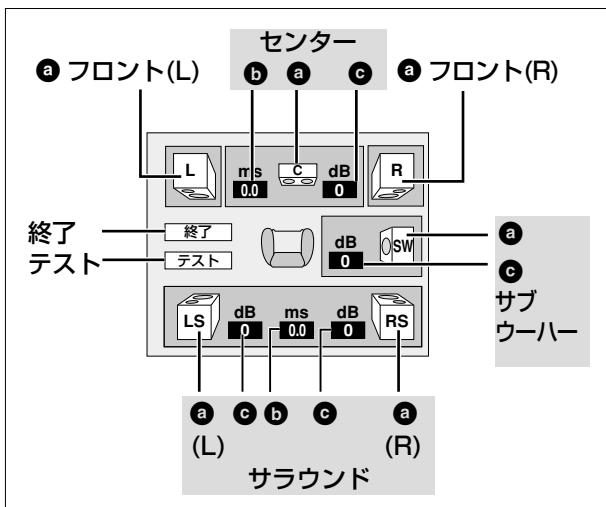 センター
ⓐ フロント(L)
ⓑ ⓐ ⓒ
ⓐ フロント(R)
L
ms
0.0
C
dB
0
R
終了
終了
テスト
テスト
dB
0
SW
ⓐ
ⓒ
サブ
ウーハー
LS
dB
0
ms
0.0
dB
0
RS
ⓐ ⓒ ⓑ ⓒ ⓐ
(L) (R)
サラウンド